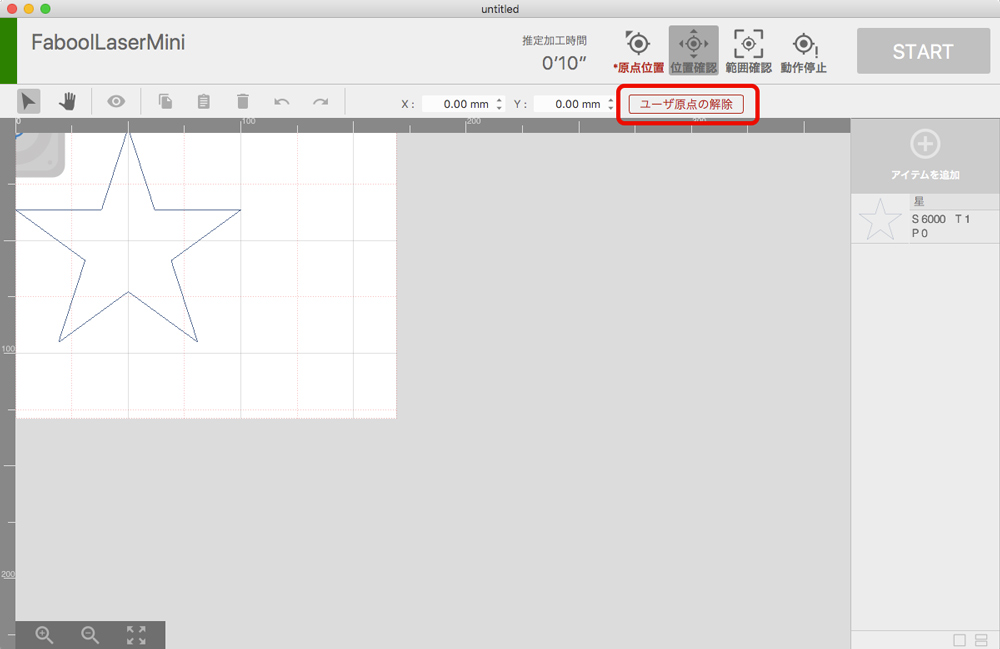 untitled
FaboolLaserMini
推定加工時間
0′10″
*原点位置 位置確認 範囲確認 動作停止
START
X : 0.00 mm Y : 0.00 mm ユーザ原点の解除
0 100 200 300
アイテムを追加
星
S 6000 T 1
P 0
100
200